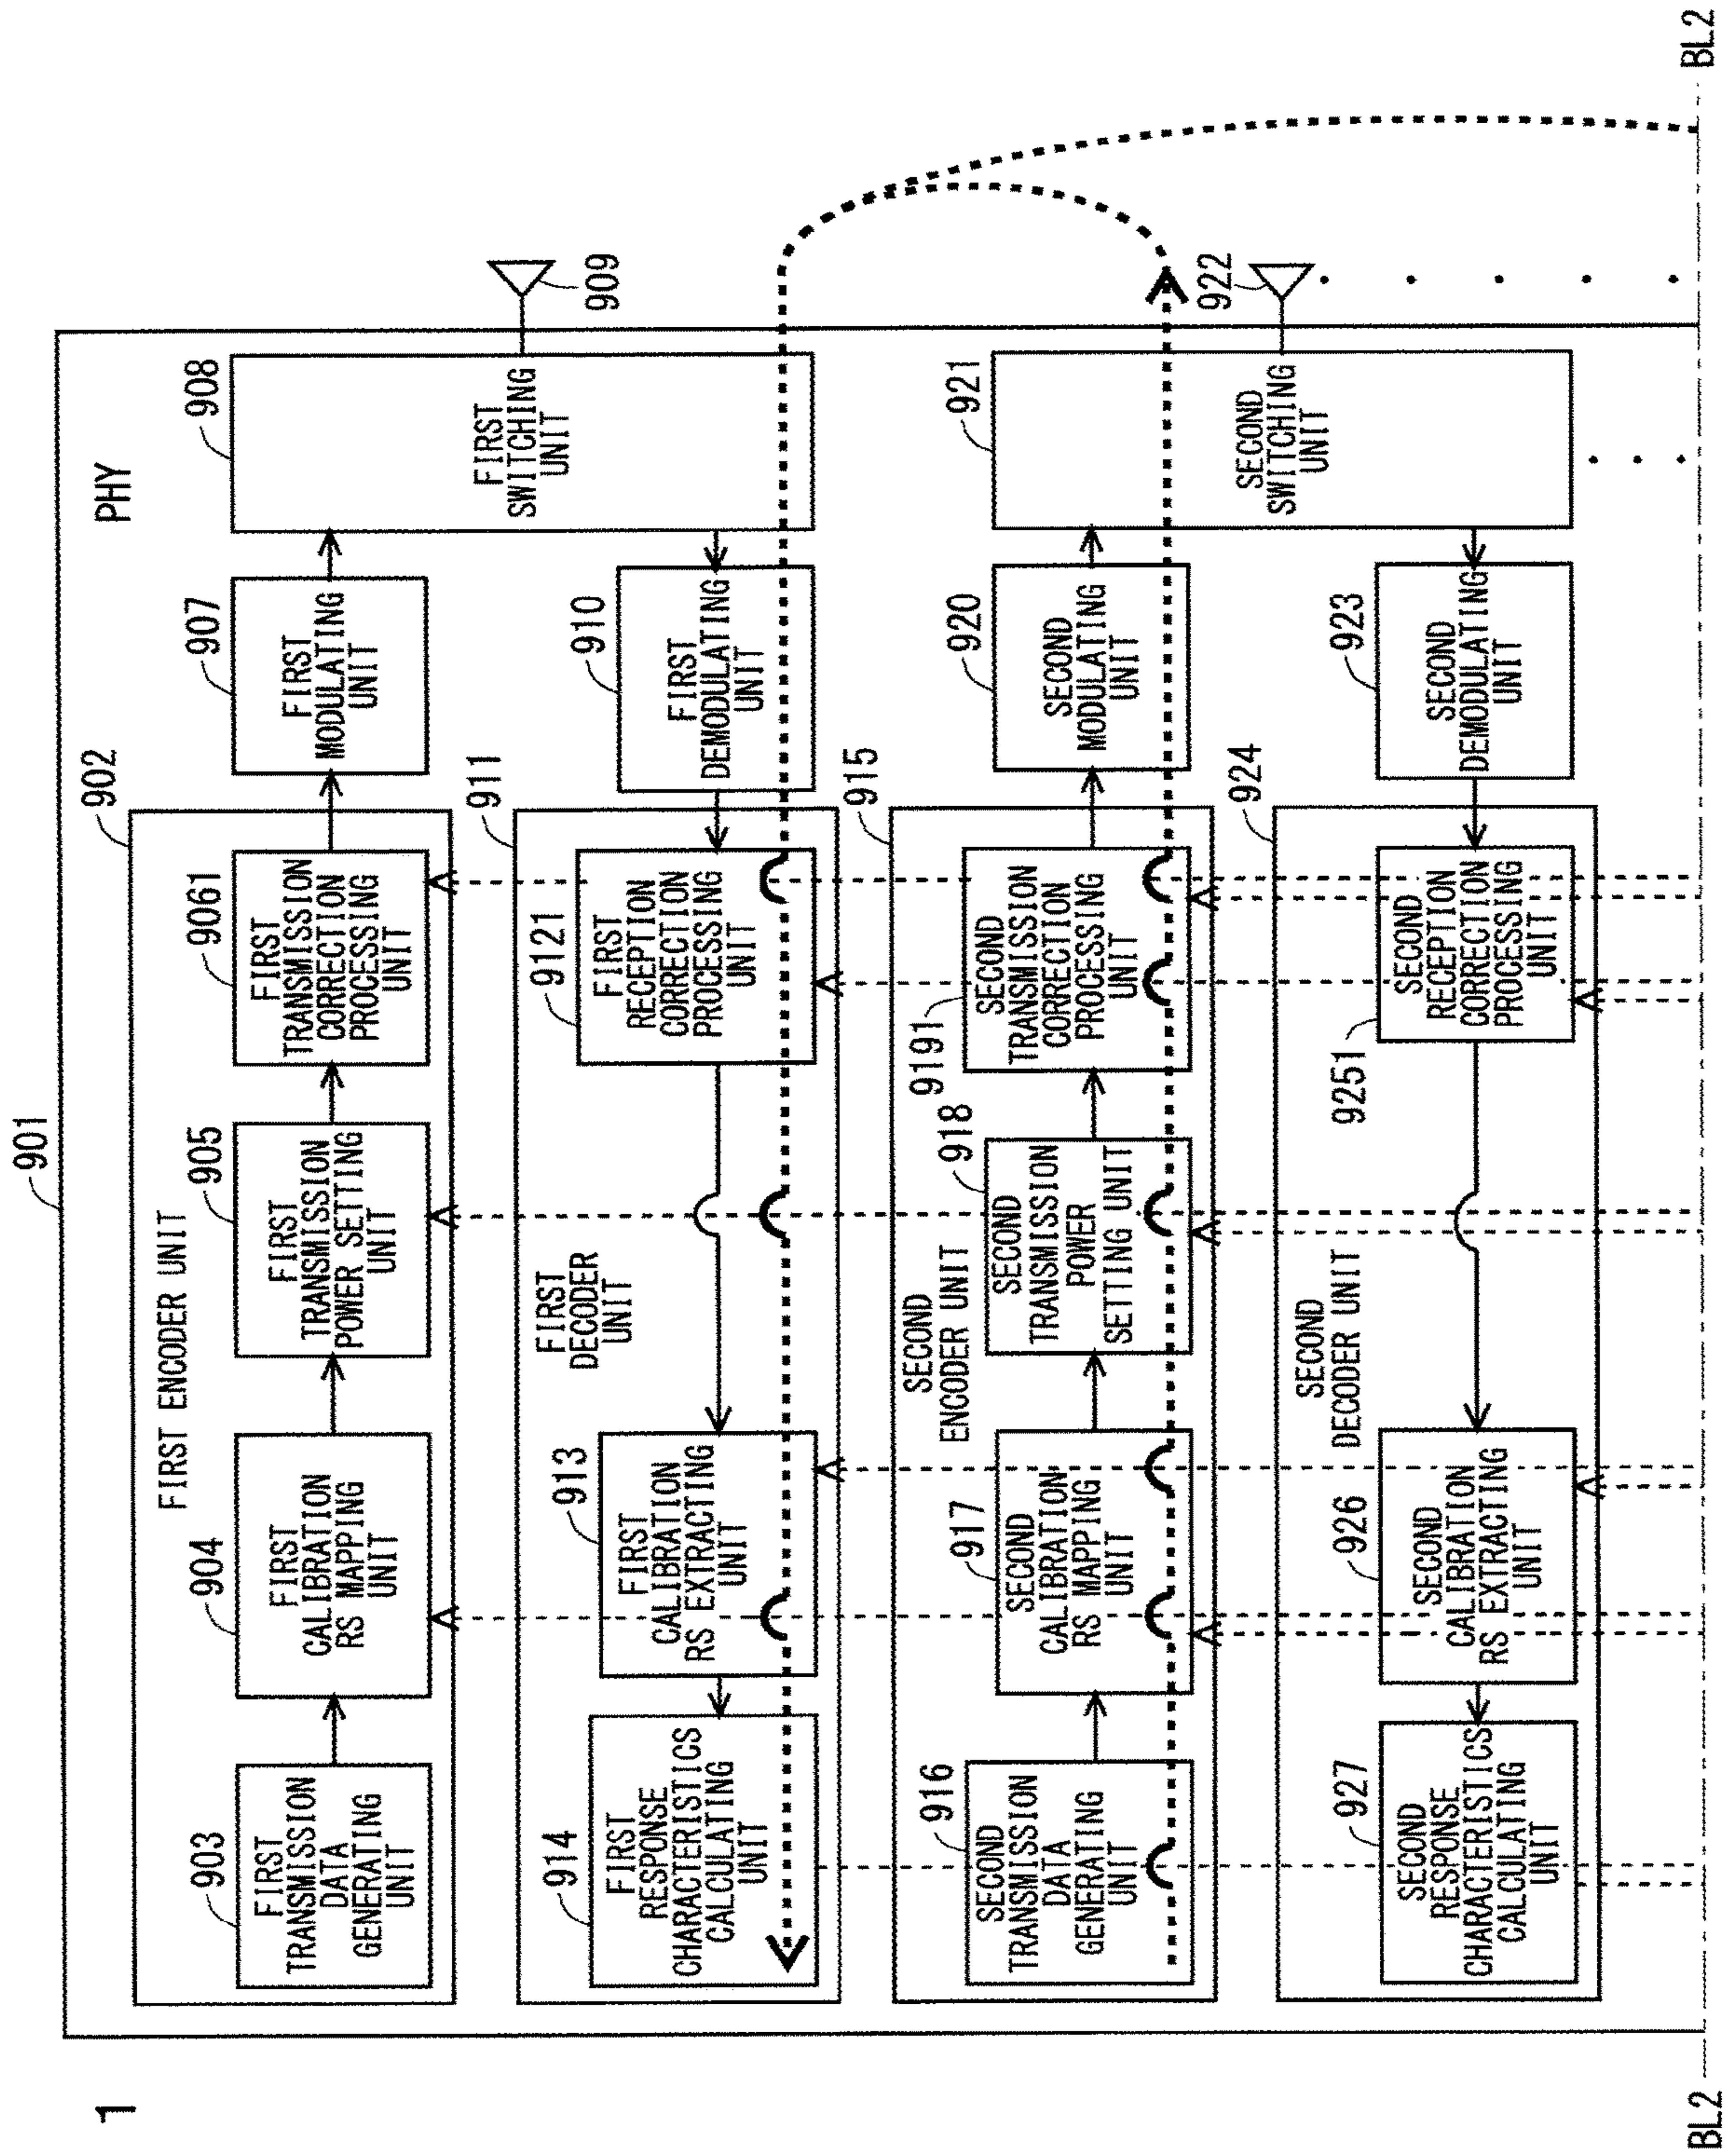 1
PHY
901
902
FIRST ENCODER UNIT
903
FIRST
TRANSMISSION
DATA
GENERATING
UNIT
904
FIRST
CALIBRATION
RS MAPPING
UNIT
905
FIRST
TRANSMISSION
POWER SETTING
UNIT
9061
FIRST
TRANSMISSION
CORRECTION
PROCESSING
UNIT
907
FIRST
MODULATING
UNIT
908
FIRST
SWITCHING
UNIT
909
911
FIRST
DECODER
UNIT
914
FIRST
RESPONSE
CHARACTERISTICS
CALCULATING
UNIT
913
FIRST
CALIBRATION
RS EXTRACTING
UNIT
9121
FIRST
RECEPTION
CORRECTION
PROCESSING
UNIT
910
FIRST
DEMODULATING
UNIT
915
SECOND
ENCODER UNIT
916
SECOND
TRANSMISSION
DATA
GENERATING
UNIT
917
SECOND
CALIBRATION
RS MAPPING
UNIT
918
SECOND
TRANSMISSION
POWER
SETTING UNIT
9191
SECOND
TRANSMISSION
CORRECTION
PROCESSING
UNIT
920
SECOND
MODULATING
UNIT
921
SECOND
SWITCHING
UNIT
922
924
SECOND
DECODER UNIT
927
SECOND
RESPONSE
CHARACTERISTICS
CALCULATING
UNIT
926
SECOND
CALIBRATION
RS EXTRACTING
UNIT
9251
SECOND
RECEPTION
CORRECTION
PROCESSING
UNIT
923
SECOND
DEMODULATING
UNIT
BL2
BL2